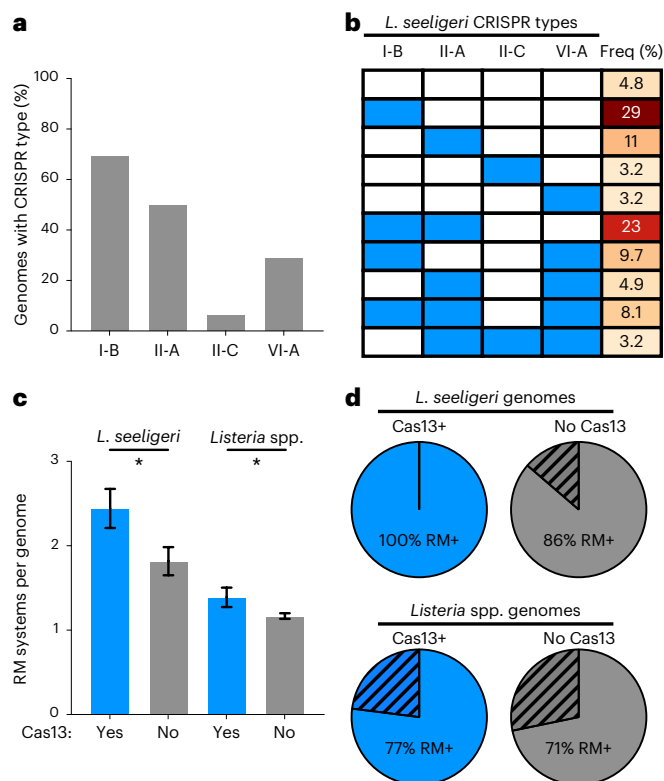 a
Genomes with CRISPR type (%)
100
80
60
40
20
0
I-B II-A II-C VI-A
b
L. seeligeri CRISPR types
I-B II-A II-C VI-A Freq (%)
4.8
29
11
3.2
3.2
23
9.7
4.9
8.1
3.2
c
L. seeligeri Listeria spp.
* *
RM systems per genome
3
2
1
0
Cas13: Yes No Yes No
d
L. seeligeri genomes
Cas13+ No Cas13
100% RM+ 86% RM+
Listeria spp. genomes
Cas13+ No Cas13
77% RM+ 71% RM+